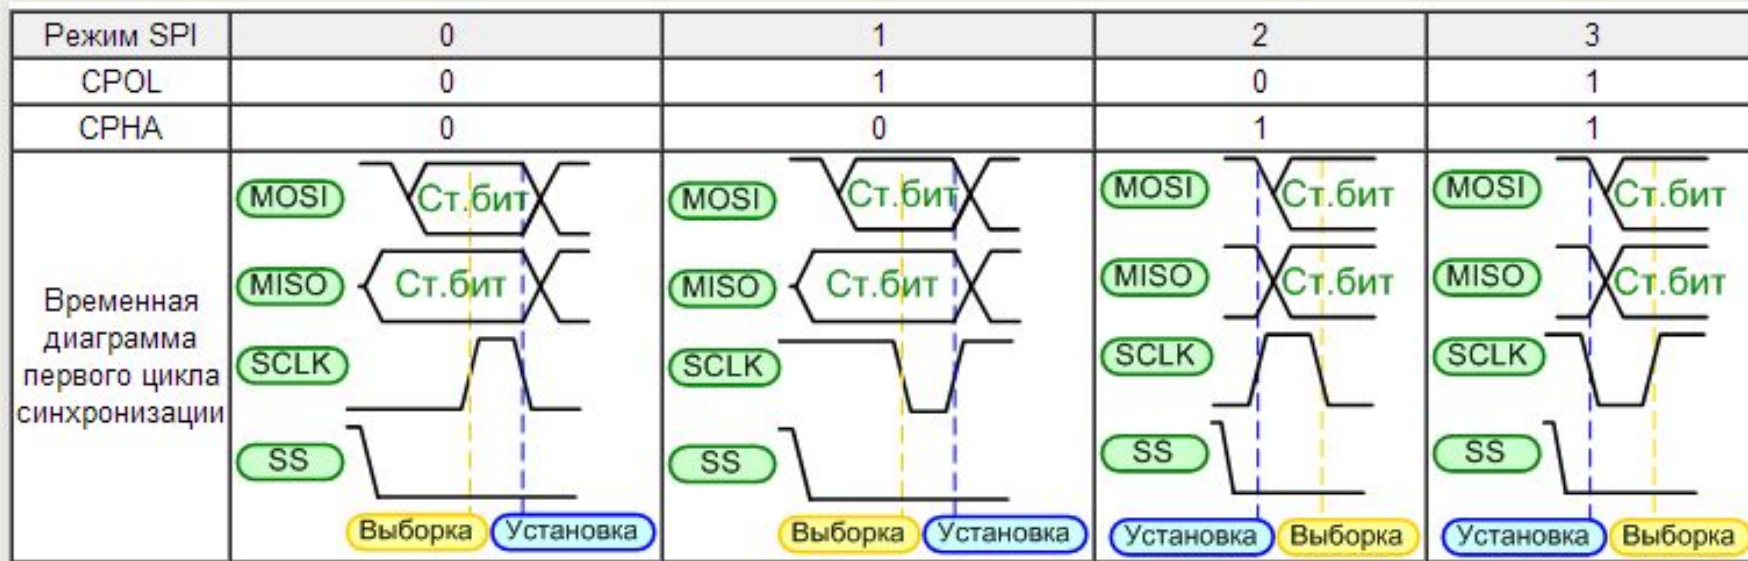 Режим SPI 0 1 2 3
CPOL 0 1 0 1
CPHA 0 0 1 1
Временная
диаграмма
первого цикла
синхронизации
MOSI Ст.бит
MISO Ст.бит
SCLK
SS
Выборка Установка
MOSI Ст.бит
MISO Ст.бит
SCLK
SS
Выборка Установка
MOSI Ст.бит
MISO Ст.бит
SCLK
SS
Установка Выборка
MOSI Ст.бит
MISO Ст.бит
SCLK
SS
Установка Выборка